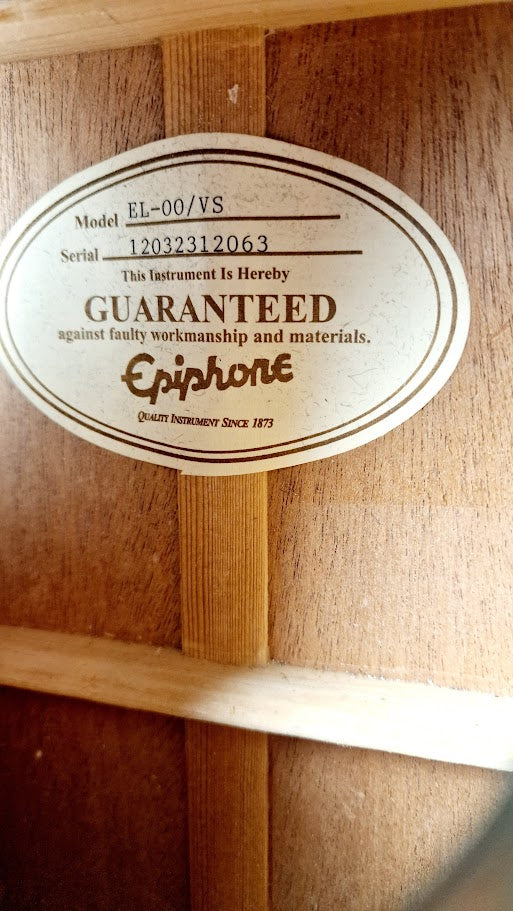 Model EL-00/VS
Serial 12032312063
This Instrument Is Hereby
GUARANTEED
against faulty workmanship and materials.
Epiphone
QUALITY INSTRUMENT SINCE 1873